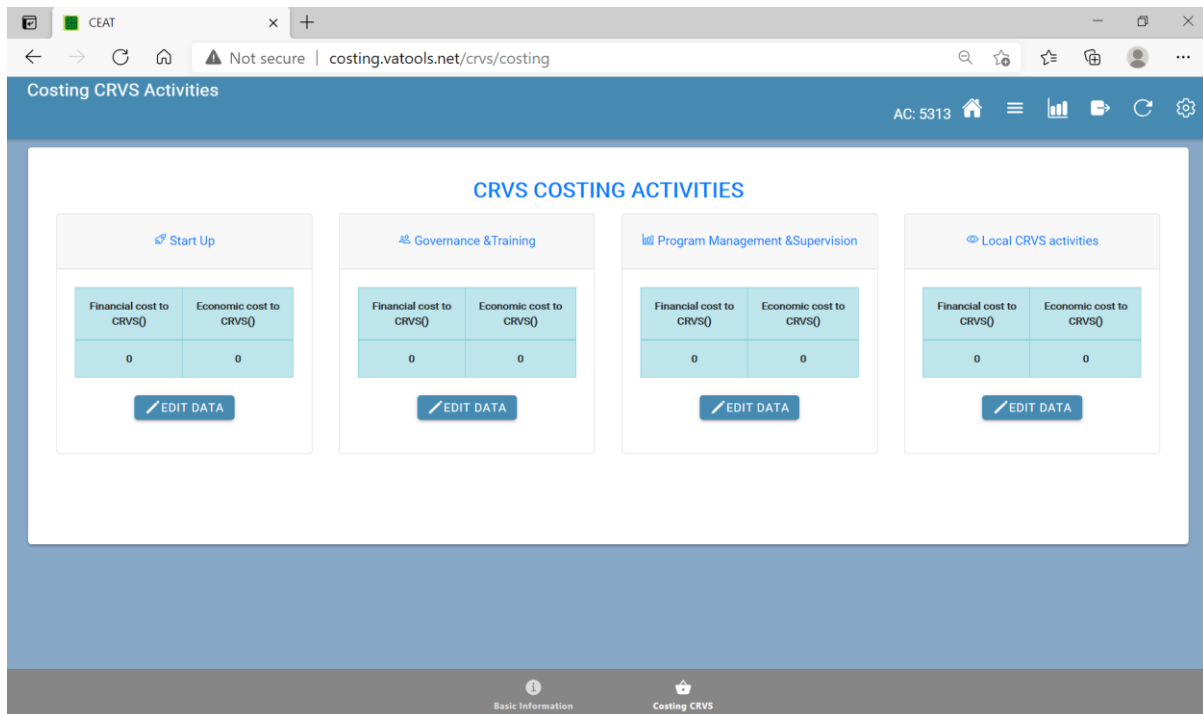 CEAT
Not secure | costing.vatools.net/crvs/costing
Costing CRVS Activities
AC: 5313
CRVS COSTING ACTIVITIES
Start Up
Financial cost to CRVS()
Economic cost to CRVS()
0
0
EDIT DATA
Governance &Training
Financial cost to CRVS()
Economic cost to CRVS()
0
0
EDIT DATA
Program Management &Supervision
Financial cost to CRVS()
Economic cost to CRVS()
0
0
EDIT DATA
Local CRVS activities
Financial cost to CRVS()
Economic cost to CRVS()
0
0
EDIT DATA
Basic Information
Costing CRVS